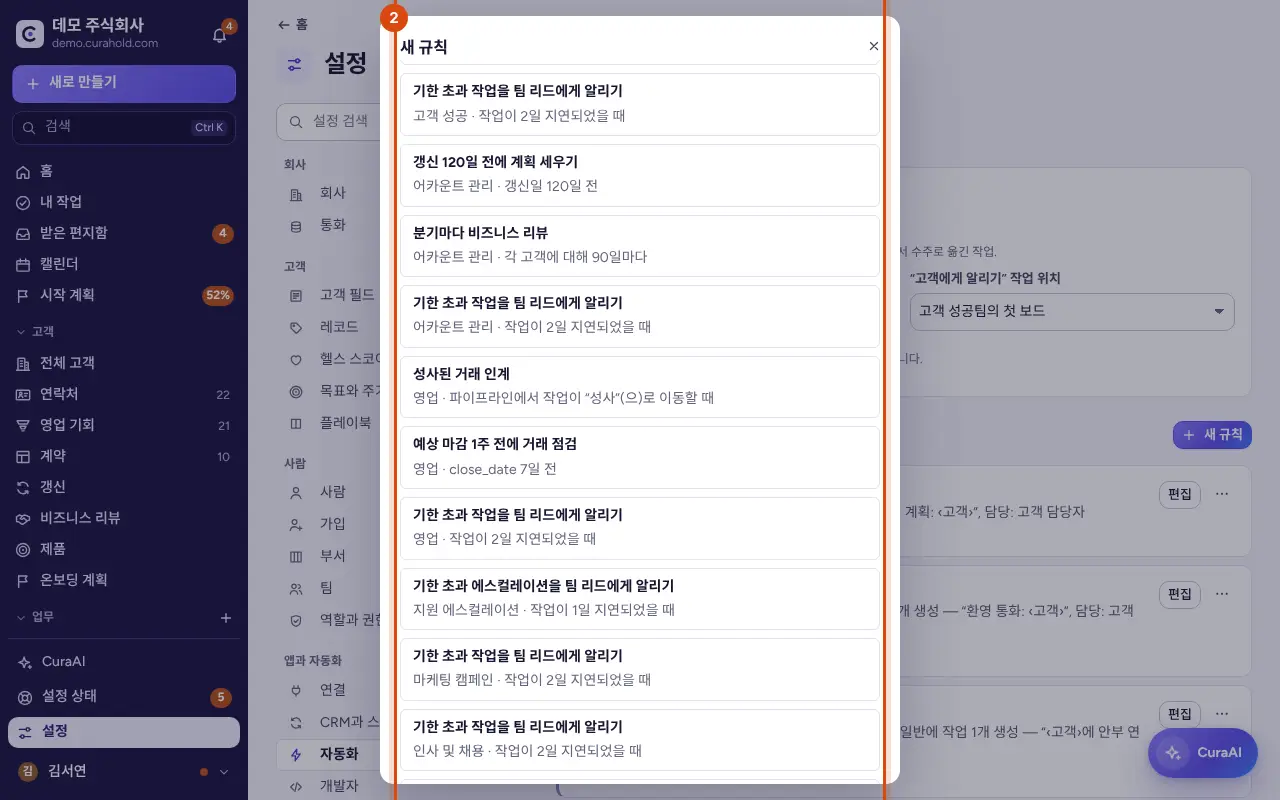 데모 주식회사
demo.curahold.com
4
새로 만들기
검색
Ctrl K
홈
내 작업
받은 편지함
4
캘린더
시작 계획
52%
고객
전체 고객
연락처
22
영업 기회
21
계약
10
갱신
비즈니스 리뷰
제품
온보딩 계획
업무
CuraAI
설정 상태
5
설정
김
김서연
홈
설정
설정 검색
회사
회사
통화
고객
고객 필드
레코드
헬스 스코어
목표와 주기
플레이북
사람
사람
가입
부서
팀
역할과 권한
앱과 자동화
연결
CRM과 스
자동화
개발자
2
새 규칙
기한 초과 작업을 팀 리드에게 알리기
고객 성공 · 작업이 2일 지연되었을 때
갱신 120일 전에 계획 세우기
어카운트 관리 · 갱신일 120일 전
분기마다 비즈니스 리뷰
어카운트 관리 · 각 고객에 대해 90일마다
기한 초과 작업을 팀 리드에게 알리기
어카운트 관리 · 작업이 2일 지연되었을 때
성사된 거래 인계
영업 · 파이프라인에서 작업이 “성사”(으)로 이동할 때
예상 마감 1주 전에 거래 점검
영업 · close_date 7일 전
기한 초과 작업을 팀 리드에게 알리기
영업 · 작업이 2일 지연되었을 때
기한 초과 에스컬레이션을 팀 리드에게 알리기
지원 에스컬레이션 · 작업이 1일 지연되었을 때
기한 초과 작업을 팀 리드에게 알리기
마케팅 캠페인 · 작업이 2일 지연되었을 때
기한 초과 작업을 팀 리드에게 알리기
인사 및 채용 · 작업이 2일 지연되었을 때
서 수주로 옮긴 작업.
“고객에게 알리기” 작업 위치
고객 성공팀의 첫 보드
니다.
새 규칙
편집
계획: ‹고객›”, 담당: 고객 담당자
편집
개 생성 — “환영 통화: ‹고객›”, 담당: 고객
편집
일반에 작업 1개 생성 — “‹고객›에 안부 연
CuraAI